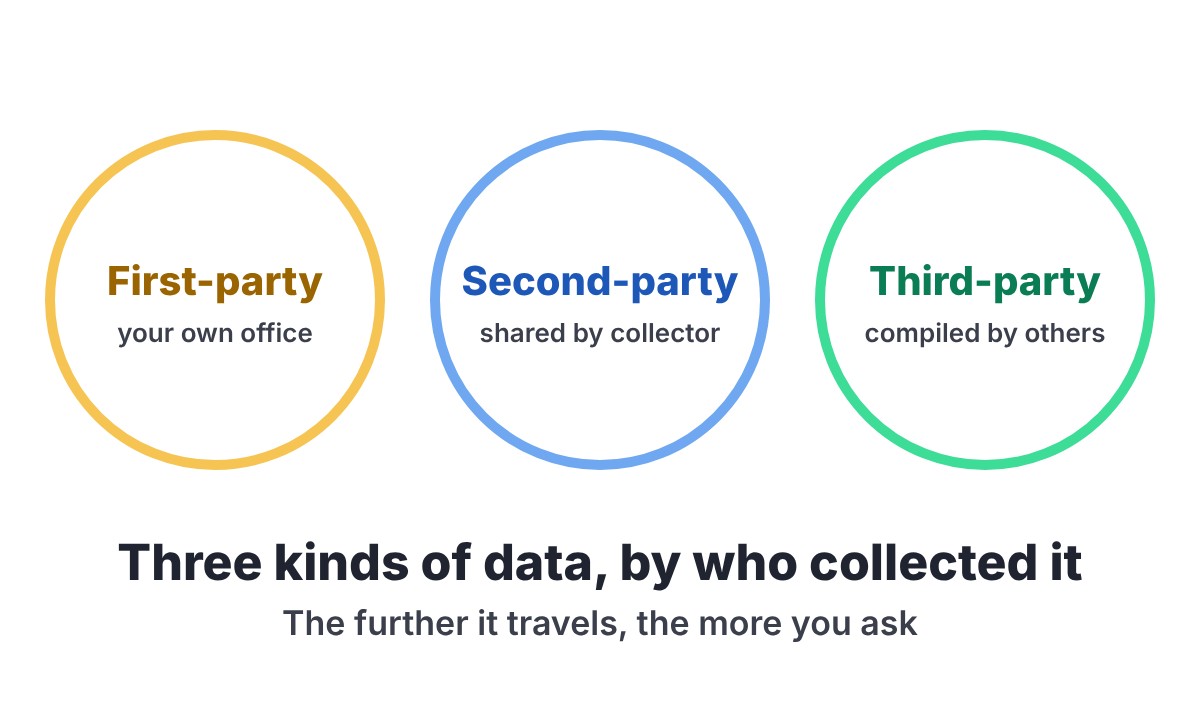 First-party
your own office
Second-party
shared by collector
Third-party
compiled by others
Three kinds of data, by who collected it
The further it travels, the more you ask